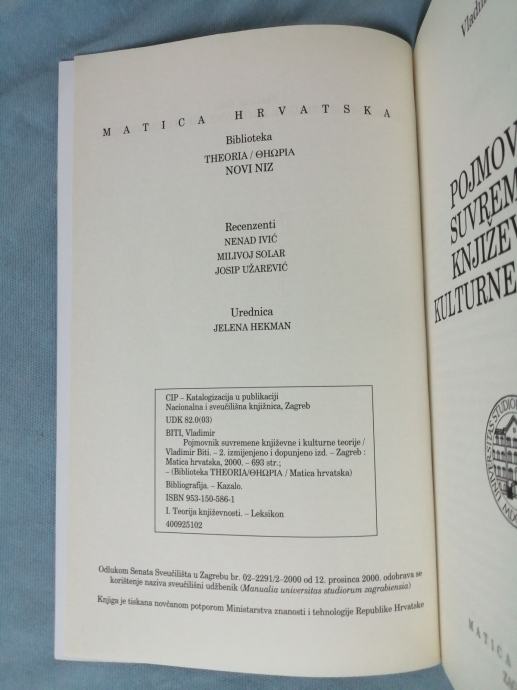 MATICA HRVATSKA
Biblioteka
THEORIA / ΘΗΩΡΙΑ
NOVI NIZ
Recenzenti
NENAD IVIĆ
MILIVOJ SOLAR
JOSIP UŽAREVIĆ
Urednica
JELENA HEKMAN
CIP – Katalogizacija u publikaciji
Nacionalna i sveučilišna knjižnica, Zagreb
UDK 82.0(03)
BITI, Vladimir
Pojmovnik suvremene književne i kulturne teorije /
Vladimir Biti. – 2. izmijenjeno i dopunjeno izd. – Zagreb :
Matica hrvatska, 2000. – 693 str.;
– (Biblioteka THEORIA/ΘΗΩΡΙΑ / Matica hrvatska)
Bibliografija. – Kazalo.
ISBN 953-150-586-1
I. Teorija književnosti. – Leksikon
400925102
Odlukom Senata Sveučilišta u Zagrebu br. 02–2291/2–2000 od 12. prosinca 2000. odobrava se
korištenje naziva sveučilišni udžbenik (Manualia universitas studiorum zagrabiensia)
Knjiga je tiskana novčanom potporom Ministarstva znanosti i tehnologije Republike Hrvatske
Vladim
POJMOV
SUVREM
KNJIŽEV
KULTURNE
MATICA